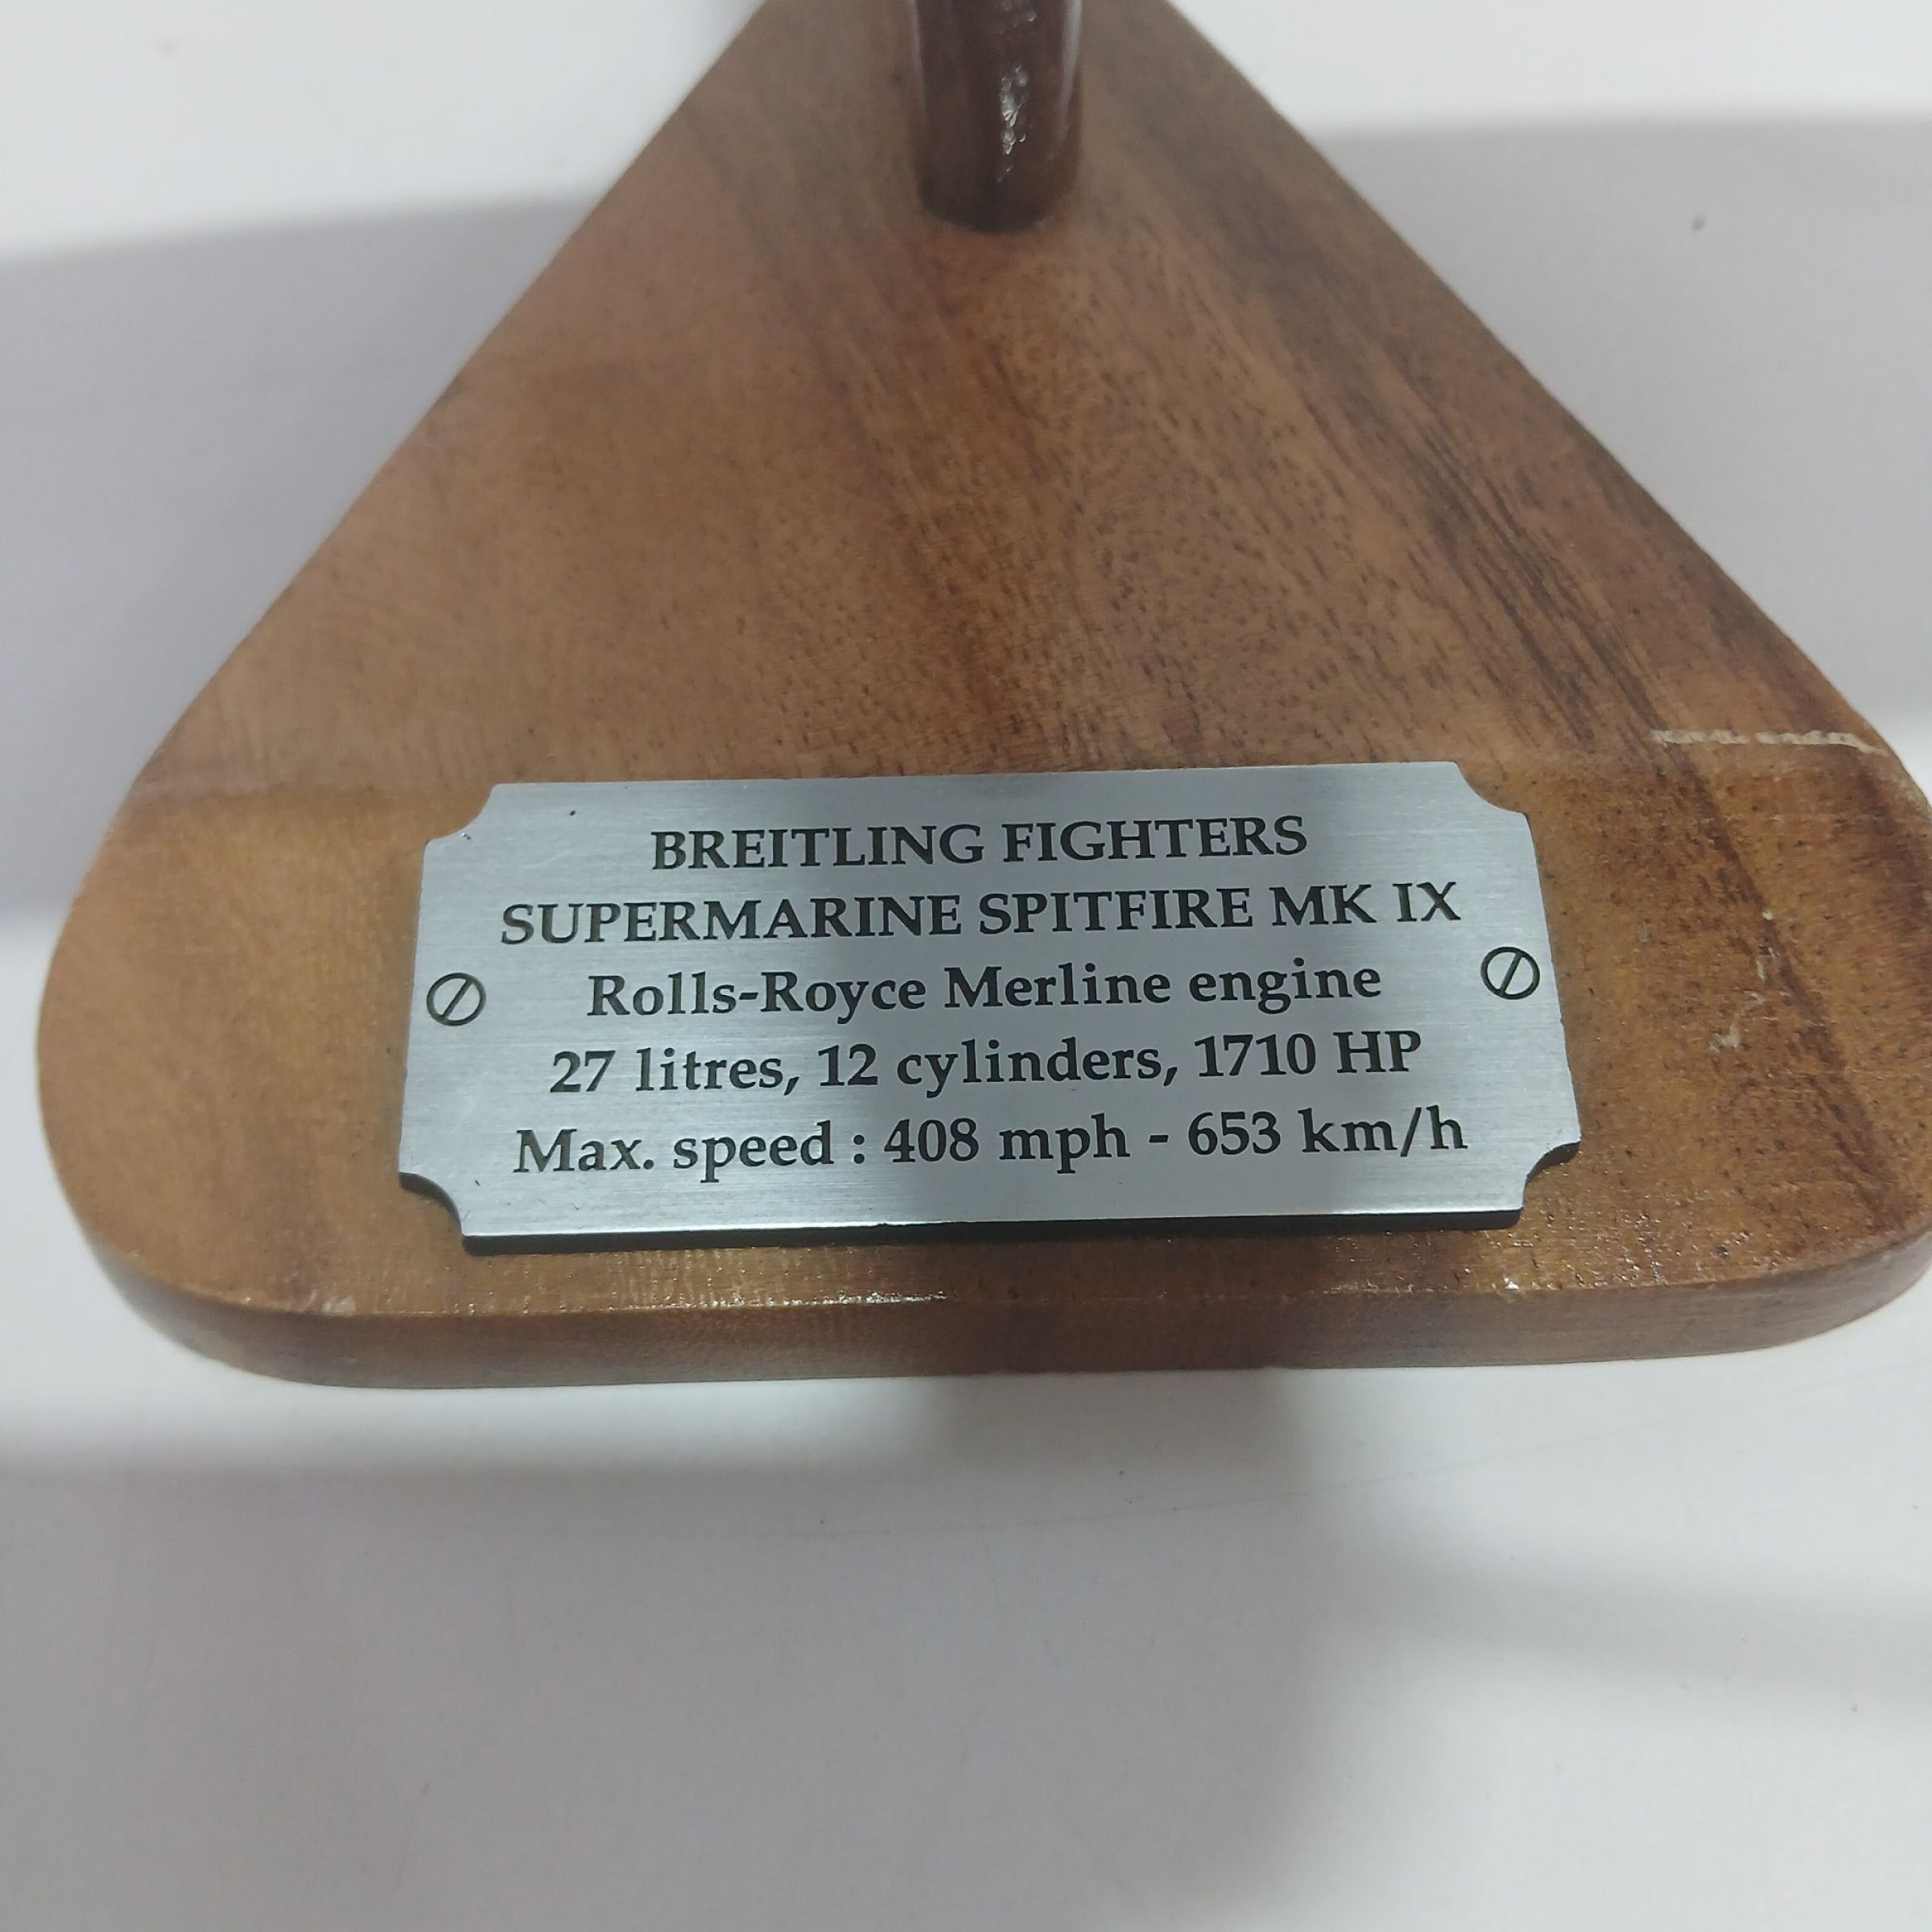 BREITLING FIGHTERS
SUPERMARINE SPITFIRE MK IX
Rolls-Royce Merline engine
27 litres, 12 cylinders, 1710 HP
Max. speed : 408 mph - 653 km/h